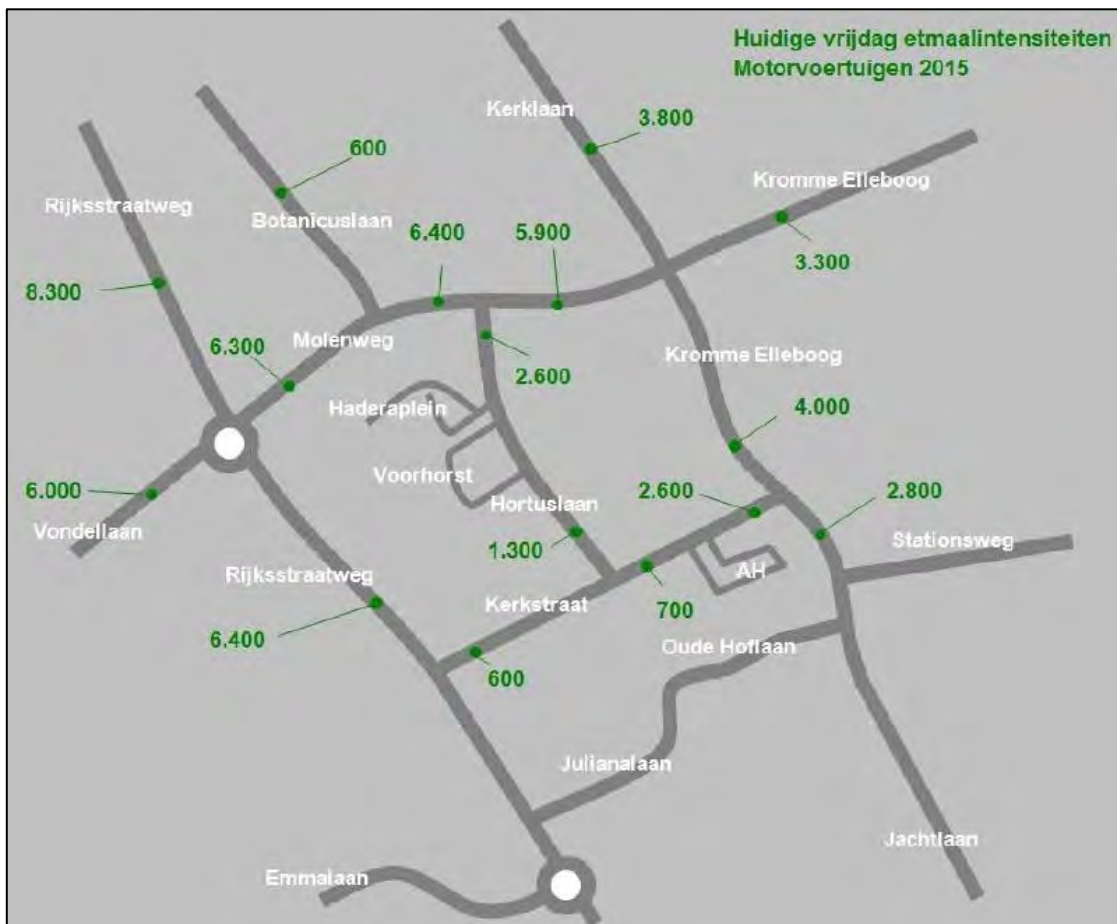 Huidige vrijdag etmaalintensiteiten
Motorvoertuigen 2015
Kerklaan
3.800
600
Kromme Elleboog
Rijksstraatweg
Botanicuslaan
6.400
5.900
3.300
8.300
Molenweg
6.300
Kromme Elleboog
2.600
Haderaplein
4.000
Voorhorst
6.000
2.600
2.800
Hortuslaan
Vondellaan
Stationsweg
1.300
AH
Rijksstraatweg
700
Kerkstraat
6.400
Oude Hoflaan
600
Julianalaan
Jachtlaan
Emmalaan